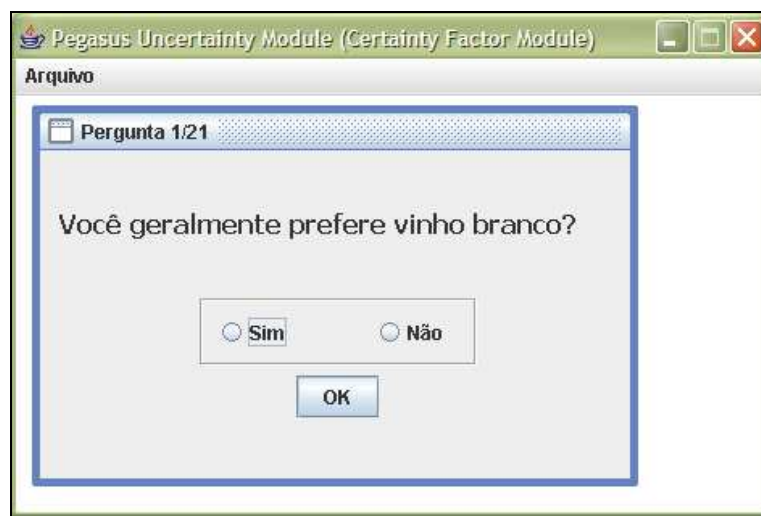 Pegasus Uncertainty Module (Certainty Factor Module)
Arquivo
Pergunta 1/21
Você geralmente prefere vinho branco?
Sim Não
OK